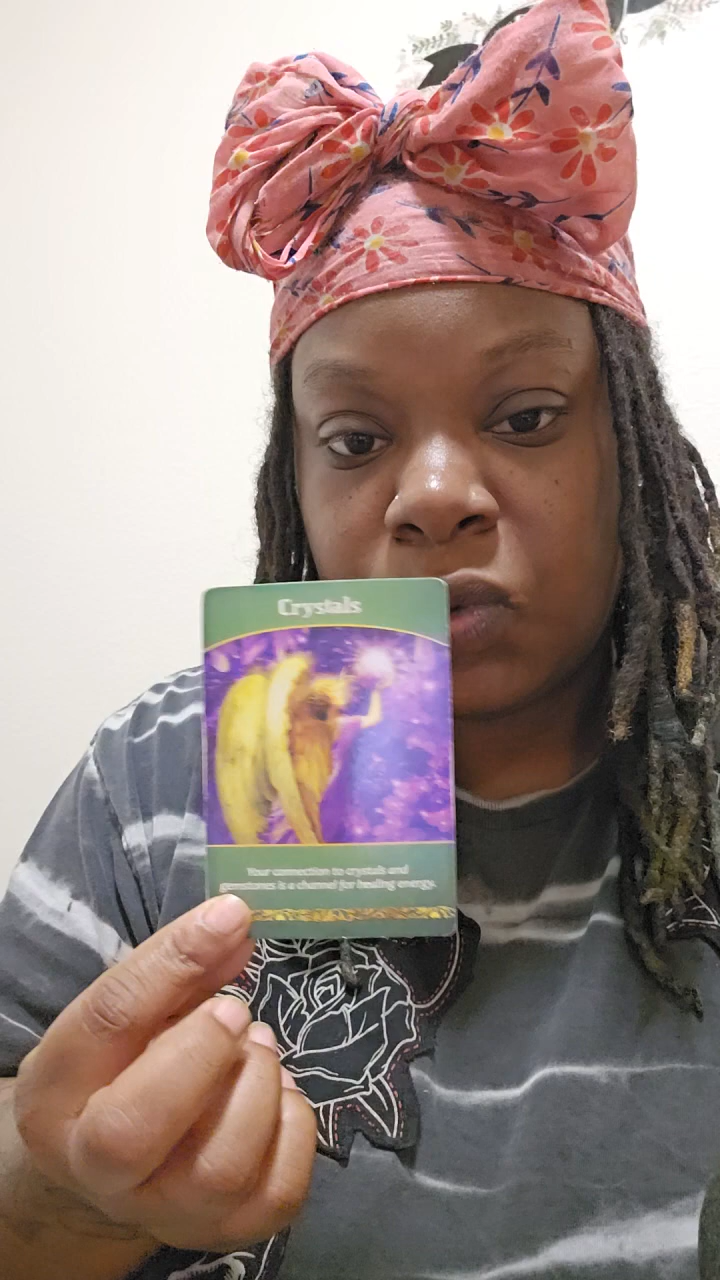 Crystals
Your connection to crystals and
gemstones is a channel for healing energy.